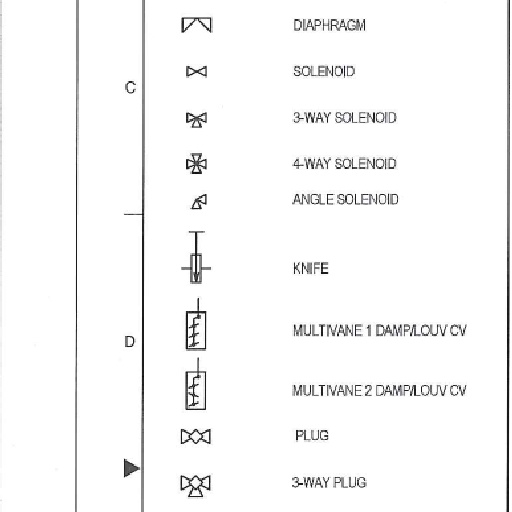 DIAPHRAGM
C
SOLENOID
3-WAY SOLENOID
4-WAY SOLENOID
ANGLE SOLENOID
KNIFE
MULTIVANE 1 DAMP/LOUV CV
D
MULTIVANE 2 DAMP/LOUV CV
PLUG
3-WAY PLUG